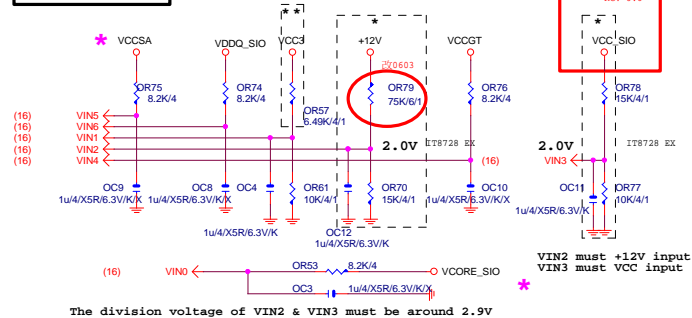 * *
*
*
* VCCSA
VDDQ_SIO
VCC3
+12V
VCCGT
VCC_SIO
OR75
8.2K/4
OR74
8.2K/4
OR57
6.49K/4/1
OR79
75K/6/1
OR76
8.2K/4
OR78
15K/4/1
(16) VIN5
(16) VIN6
(16) VIN1
(16) VIN2
(16) VIN4
2.0V IT8728 EX
(16)
2.0V IT8728 EX
VIN3
OC9
1u/4/X5R/6.3V/K/X
OC8
1u/4/X5R/6.3V/K/X
OC4
1u/4/X5R/6.3V/K
OR61
10K/4/1
OC12
1u/4/X5R/6.3V/K
OR70
15K/4/1
OC10
1u/4/X5R/6.3V/K/X
OC11
1u/4/X5R/6.3V/K
OR77
10K/4/1
VIN2 must +12V input
VIN3 must VCC input
*
(16) VIN0
OR53 8.2K/4
VCORE_SIO
OC3 1u/4/X5R/6.3V/K/X
The division voltage of VIN2 & VIN3 must be around 2.9V